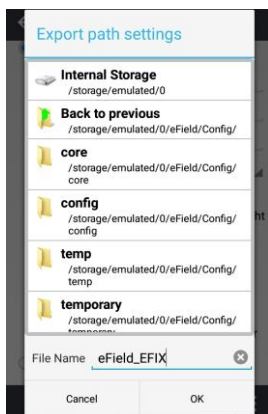 Export path settings
Internal Storage
/storage/emulated/0
Back to previous
/storage/emulated/0/eField/Config/
core
/storage/emulated/0/eField/Config/
core
config
/storage/emulated/0/eField/Config/
config
temp
/storage/emulated/0/eField/Config/
temp
temporary
/storage/emulated/0/eField/Config/
File Name eField_EFIX
Cancel OK